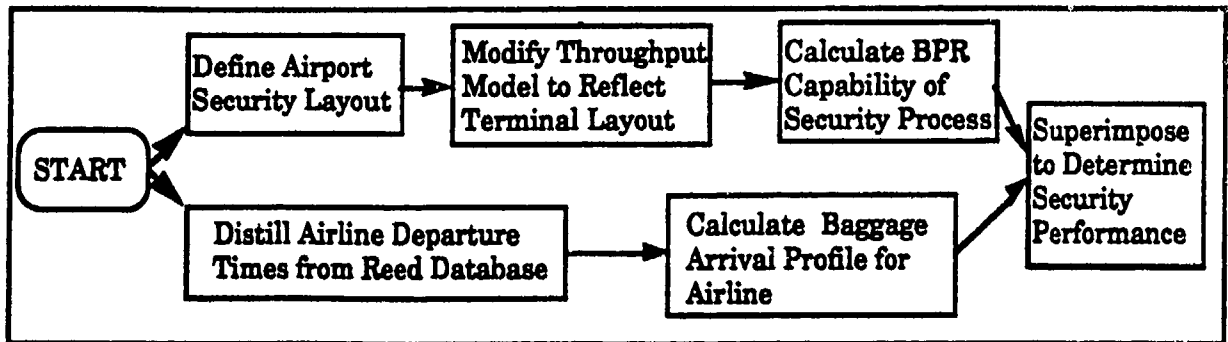 START
Define Airport
Security Layout
Modify Throughput
Model to Reflect
Terminal Layout
Calculate BPR
Capability of
Security Process
Distill Airline Departure
Times from Reed Database
Calculate Baggage
Arrival Profile for
Airline
Superimpose
to Determine
Security
Performance